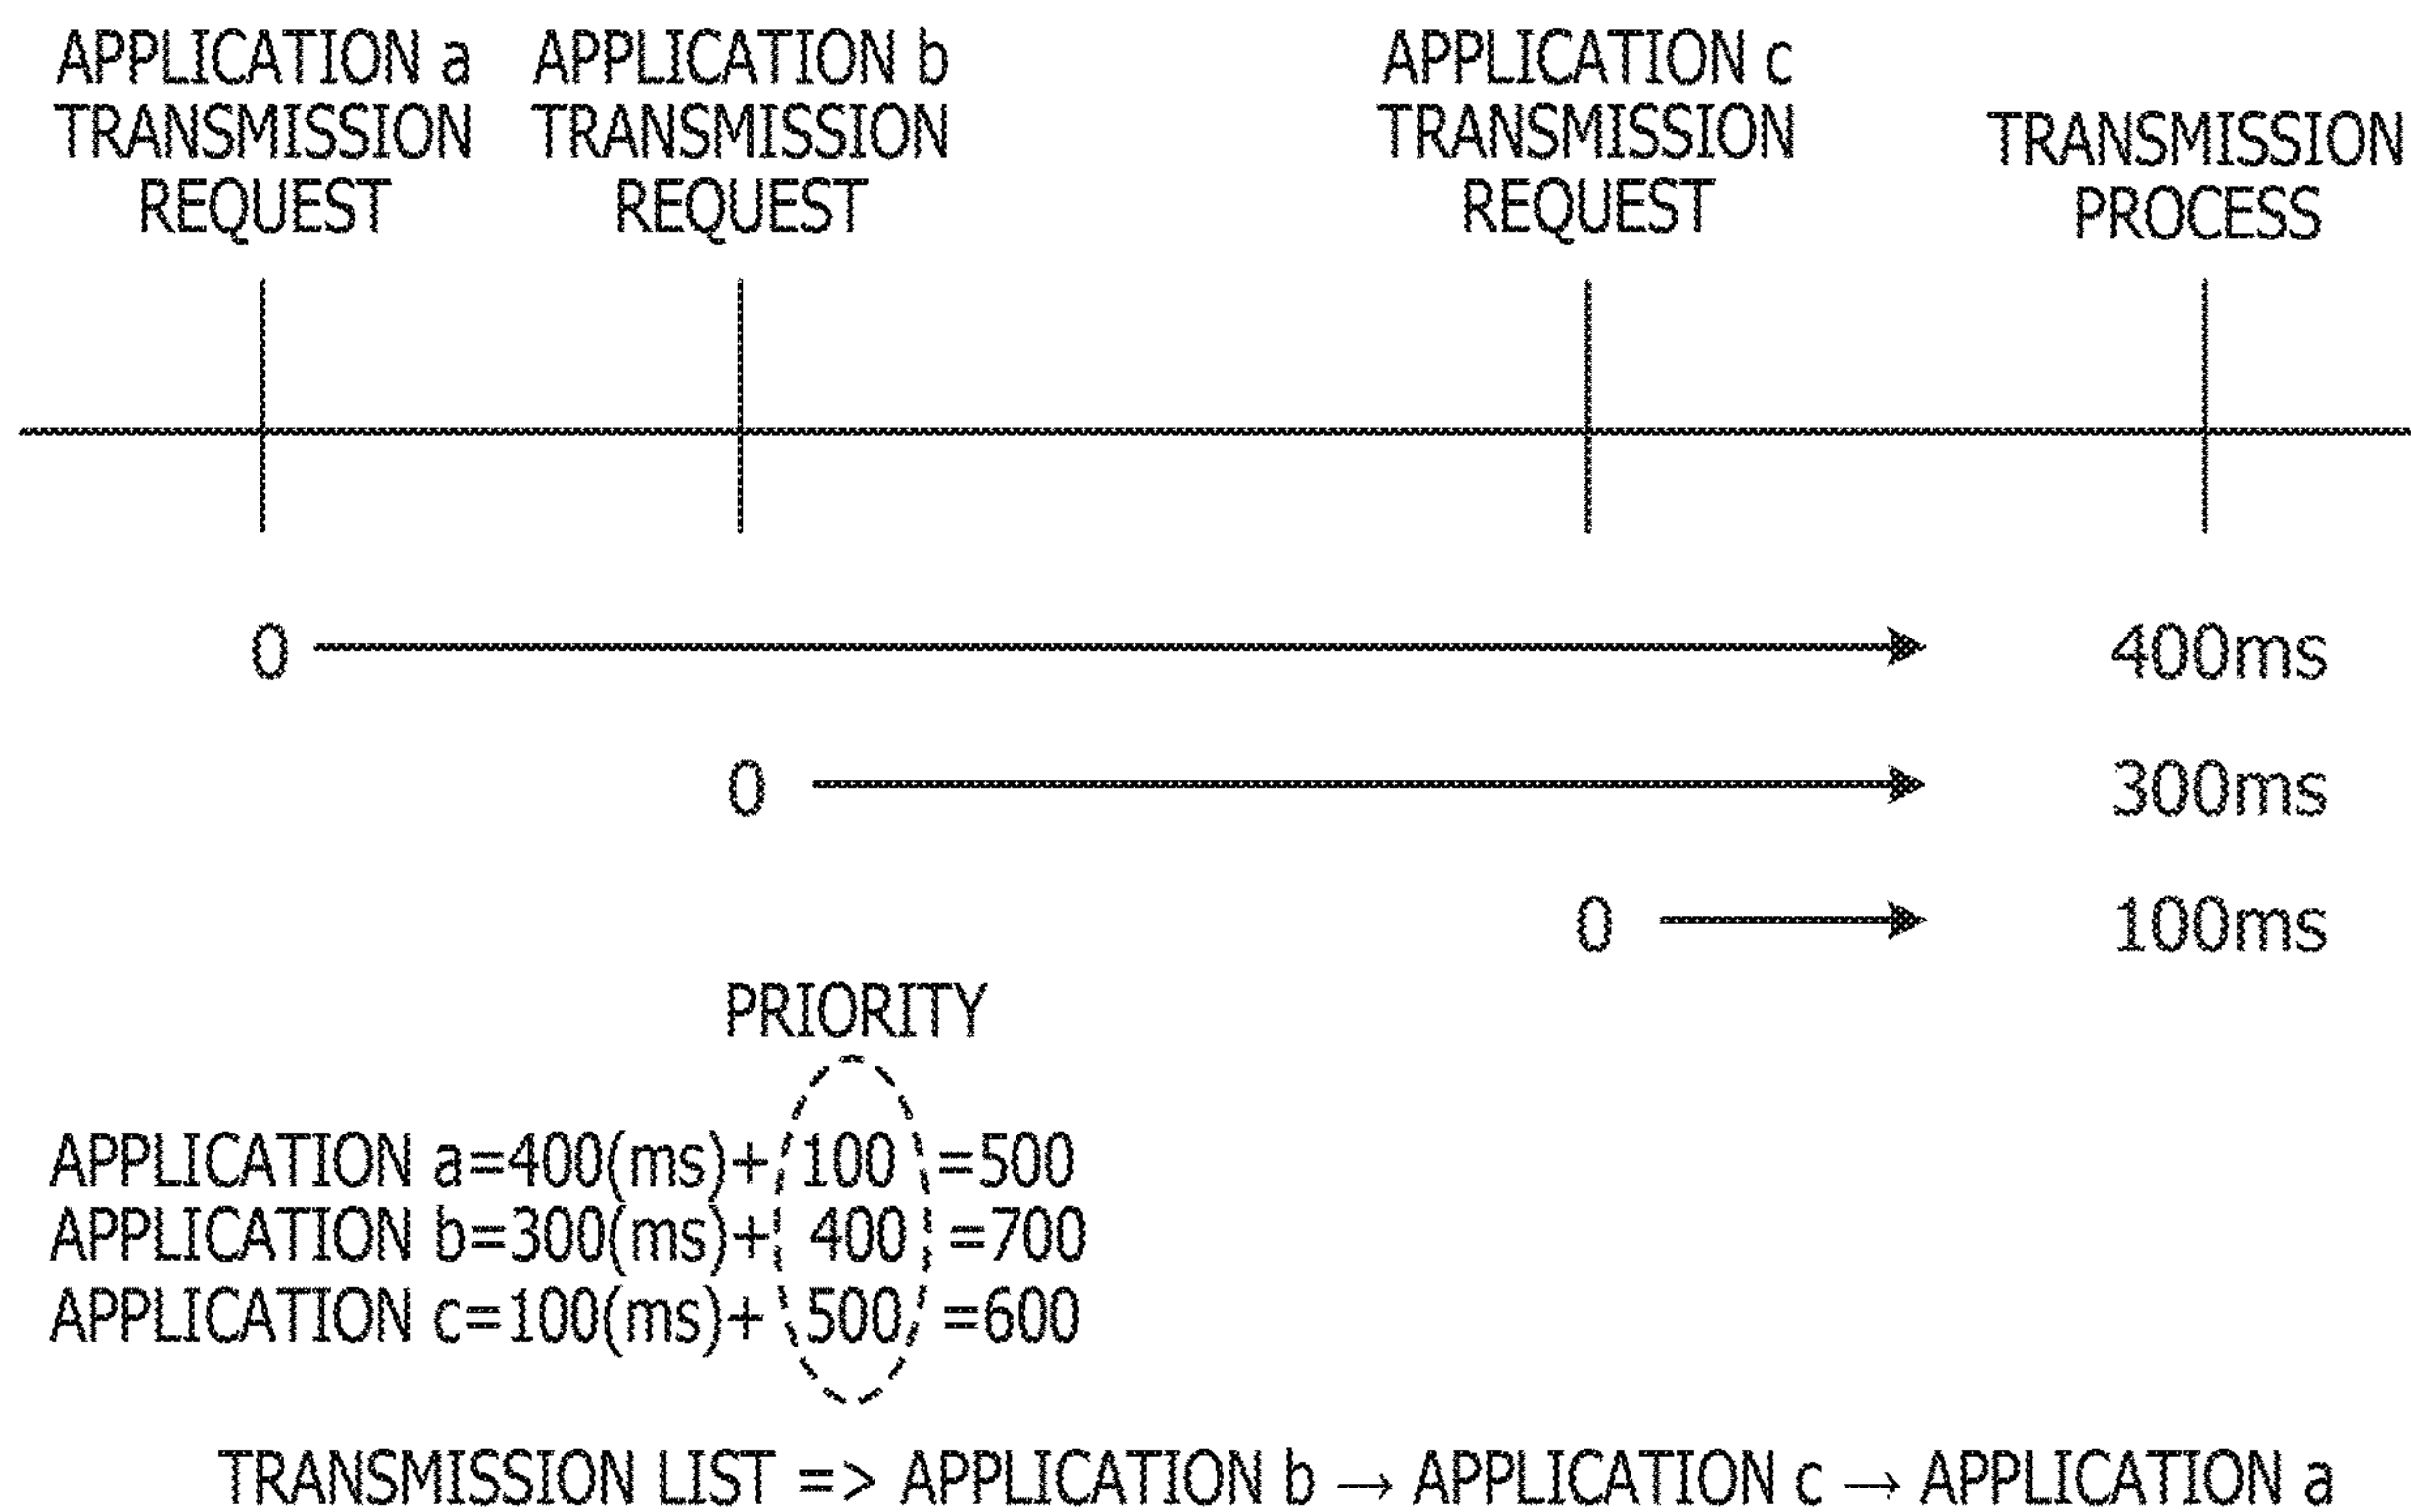 APPLICATION a
TRANSMISSION
REQUEST
APPLICATION b
TRANSMISSION
REQUEST
APPLICATION c
TRANSMISSION
REQUEST
TRANSMISSION
PROCESS
0 → 400ms
0 → 300ms
0 → 100ms
PRIORITY
APPLICATION a=400(ms)+ 100 =500
APPLICATION b=300(ms)+ 400 =700
APPLICATION c=100(ms)+ 500 =600
TRANSMISSION LIST => APPLICATION b → APPLICATION c → APPLICATION a